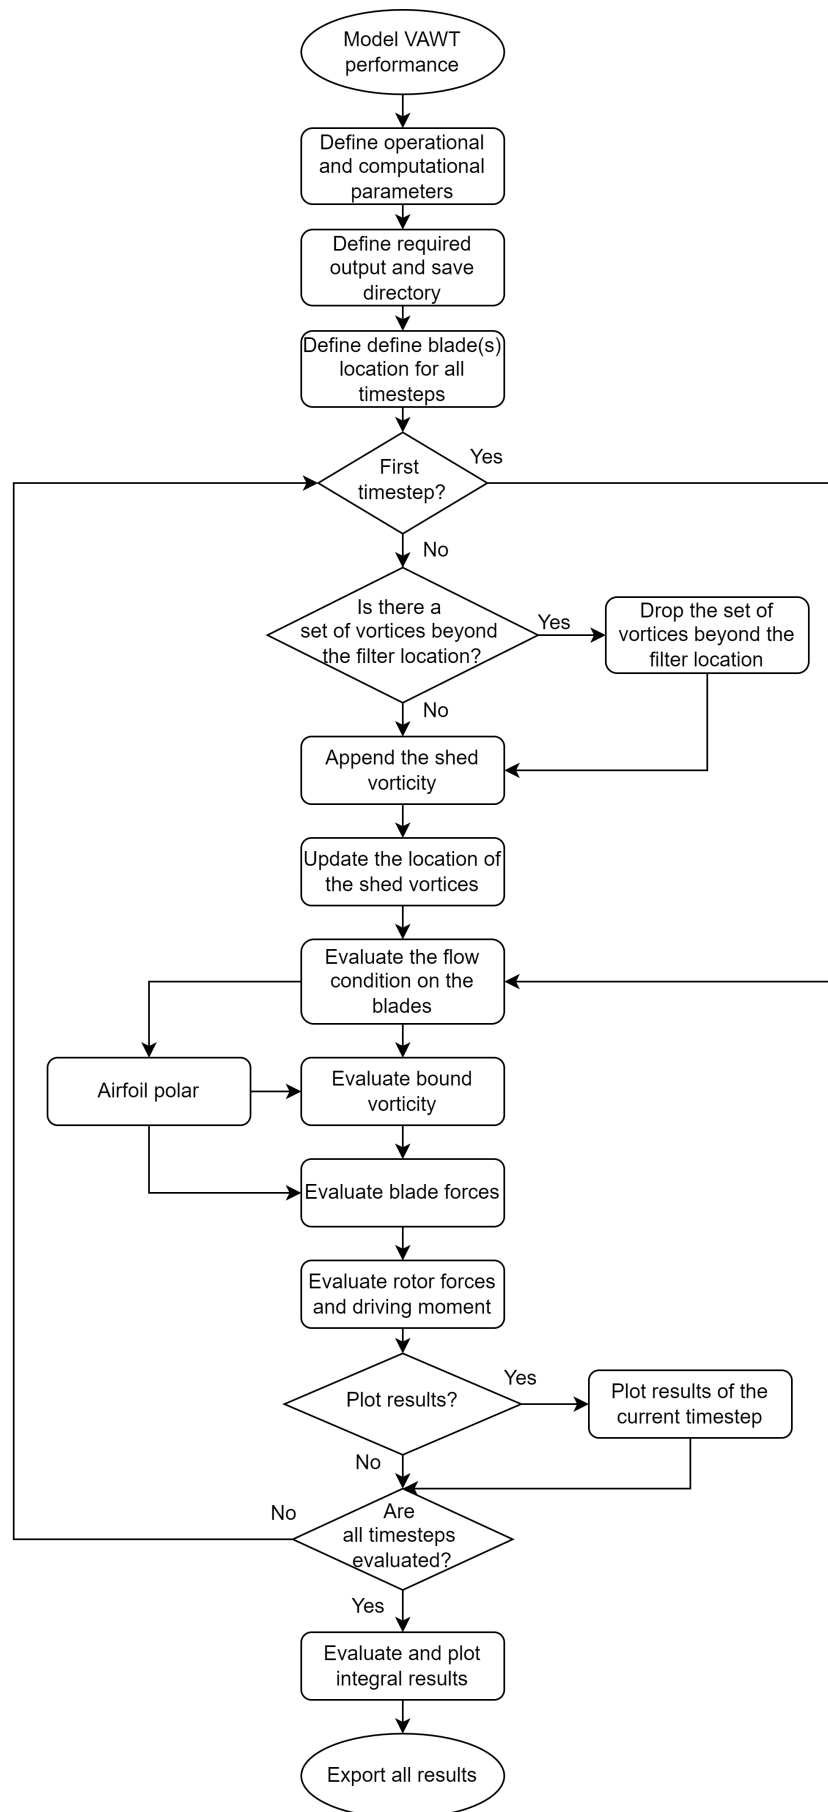 Model VAWT
performance
Define operational
and computational
parameters
Define required
output and save
directory
Define define blade(s)
location for all
timesteps
First
timestep?
Yes
No
Is there a
set of vortices beyond
the filter location?
Yes
Drop the set of
vortices beyond the
filter location
No
Append the shed
vorticity
Update the location of
the shed vortices
Evaluate the flow
condition on the
blades
Airfoil polar
Evaluate bound
vorticity
Evaluate blade forces
Evaluate rotor forces
and driving moment
Plot results?
Yes
Plot results of the
current timestep
No
No
Are
all timesteps
evaluated?
Yes
Evaluate and plot
integral results
Export all results